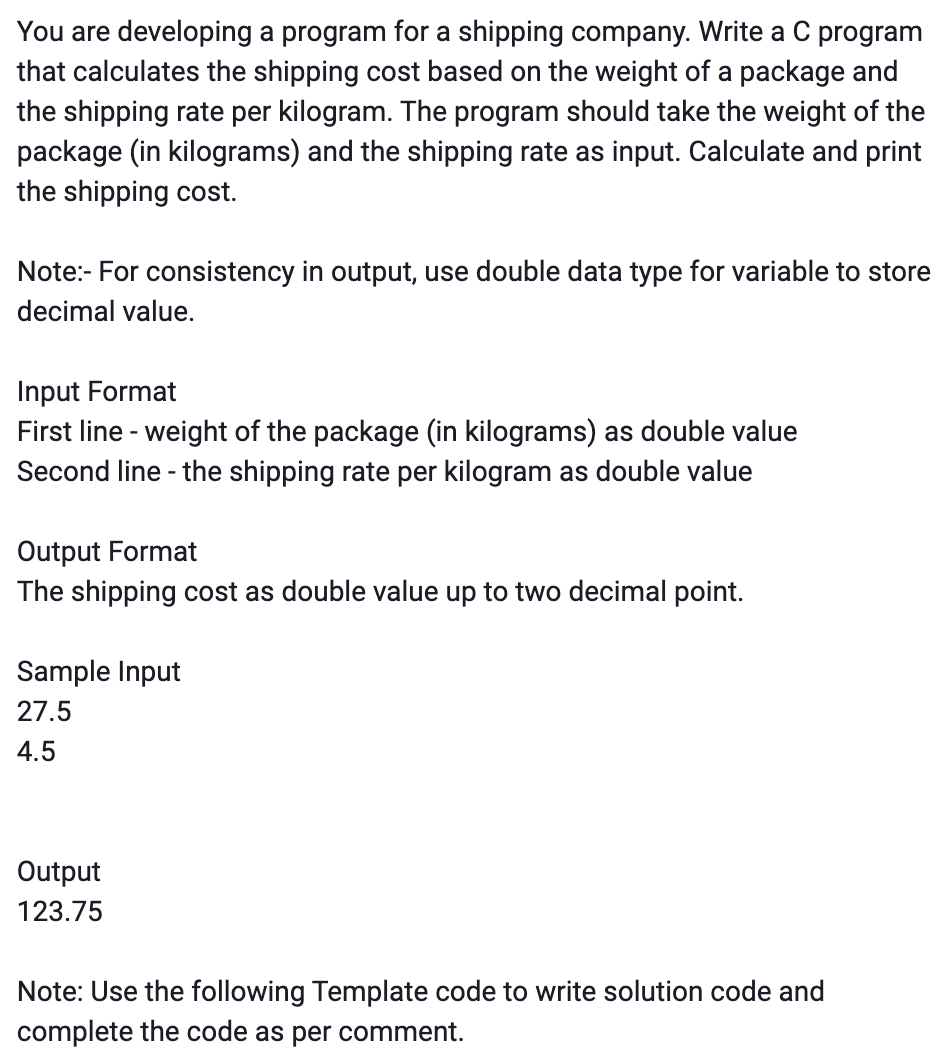 You are developing a program for a shipping company. Write a C program
that calculates the shipping cost based on the weight of a package and
the shipping rate per kilogram. The program should take the weight of the
package (in kilograms) and the shipping rate as input. Calculate and print
the shipping cost.
Note:- For consistency in output, use double data type for variable to store
decimal value.
Input Format
First line - weight of the package (in kilograms) as double value
Second line - the shipping rate per kilogram as double value
Output Format
The shipping cost as double value up to two decimal point.
Sample Input
27.5
4.5
Output
123.75
Note: Use the following Template code to write solution code and
complete the code as per comment.